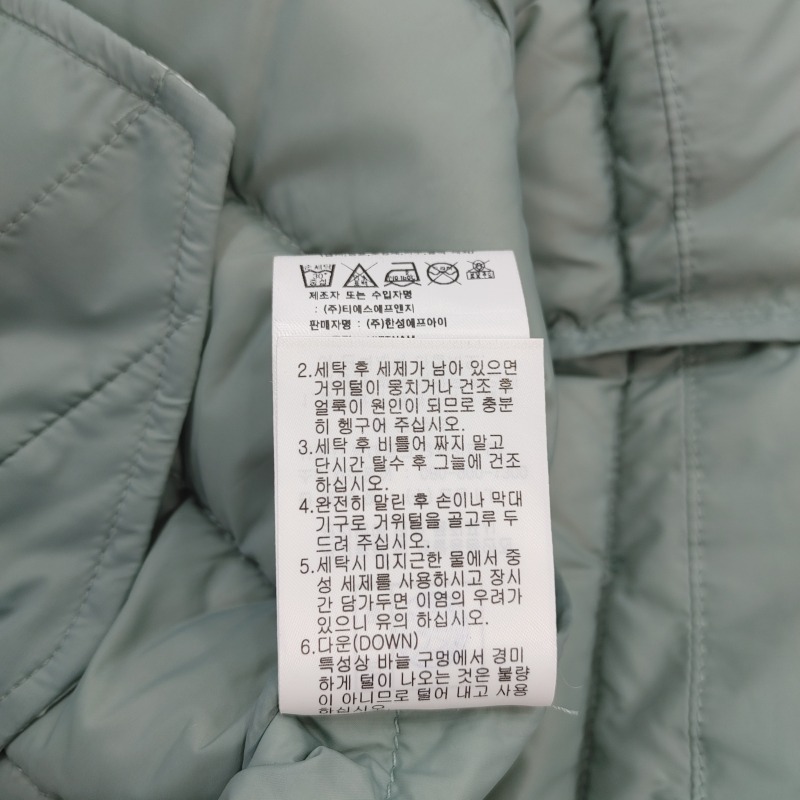 제조자 또는 수입자명
: (주)티에스에프앤지
판매자명 : (주)한성에프아이
2.세탁 후 세제가 남아 있으면
거위털이 뭉치거나 건조 후
얼룩이 원인이 되므로 충분
히 헹구어 주십시오.
3.세탁 후 비틀어 짜지 말고
단시간 탈수 후 그늘에 건조
하십시오.
4.완전히 말린 후 손이나 막대
기구로 거위털을 골고루 두
드려 주십시오.
5.세탁시 미지근한 물에서 중
성 세제를 사용하시고 장시
간 담가두면 이염의 우려가
있으니 유의 하십시오.
6.다운(DOWN)
특성상 바늘 구멍에서 경미
하게 털이 나오는 것은 불량
이 아니므로 털어 내고 사용
하십시오